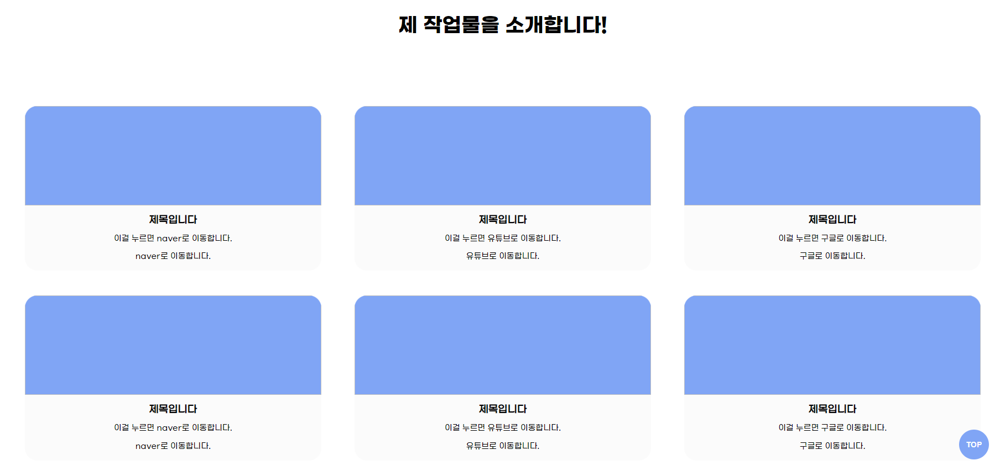 제 작업물을 소개합니다!
제목입니다
이걸 누르면 naver로 이동합니다.
naver로 이동합니다.
제목입니다
이걸 누르면 유튜브로 이동합니다.
유튜브로 이동합니다.
제목입니다
이걸 누르면 구글로 이동합니다.
구글로 이동합니다.
제목입니다
이걸 누르면 naver로 이동합니다.
naver로 이동합니다.
제목입니다
이걸 누르면 유튜브로 이동합니다.
유튜브로 이동합니다.
제목입니다
이걸 누르면 구글로 이동합니다.
구글로 이동합니다.
TOP